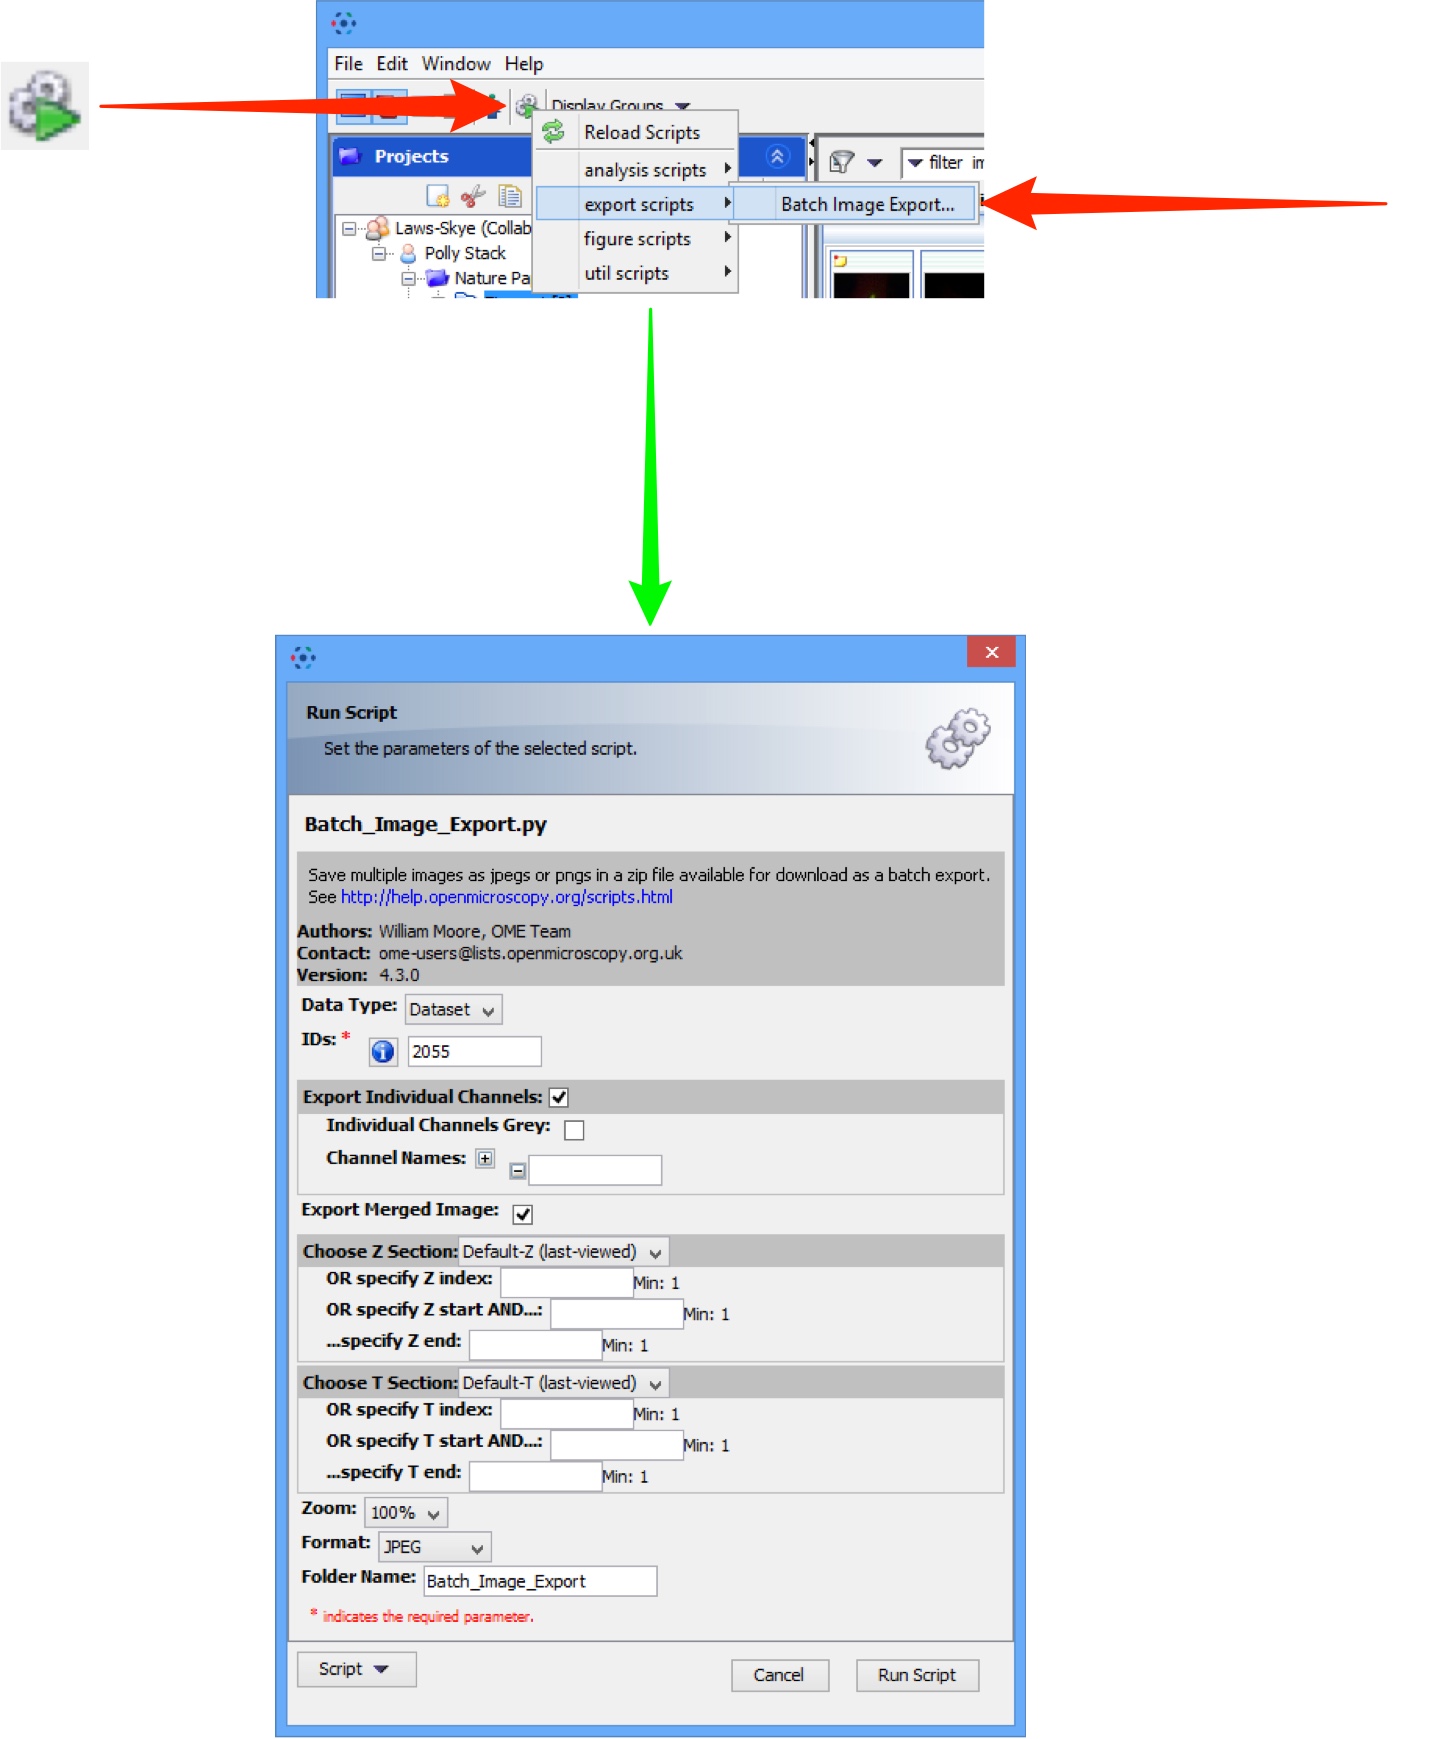 File Edit Window Help
Display Groups
Reload Scripts
Projects
analysis scripts
filter
export scripts
Batch Image Export...
Laws-Skye (Collab
figure scripts
Polly Stack
util scripts
Nature Pa
Run Script
Set the parameters of the selected script.
Batch_Image_Export.py
Save multiple images as jpegs or pngs in a zip file available for download as a batch export.
See http://help.openmicroscopy.org/scripts.html
Authors: William Moore, OME Team
Contact: ome-users@lists.openmicroscopy.org.uk
Version: 4.3.0
Data Type: Dataset
IDs: * 2055
Export Individual Channels:
Individual Channels Grey:
Channel Names:
Export Merged Image:
Choose Z Section: Default-Z (last-viewed)
OR specify Z index: Min: 1
OR specify Z start AND...: Min: 1
...specify Z end: Min: 1
Choose T Section: Default-T (last-viewed)
OR specify T index: Min: 1
OR specify T start AND...: Min: 1
...specify T end: Min: 1
Zoom: 100%
Format: JPEG
Folder Name: Batch_Image_Export
* indicates the required parameter.
Script
Cancel
Run Script